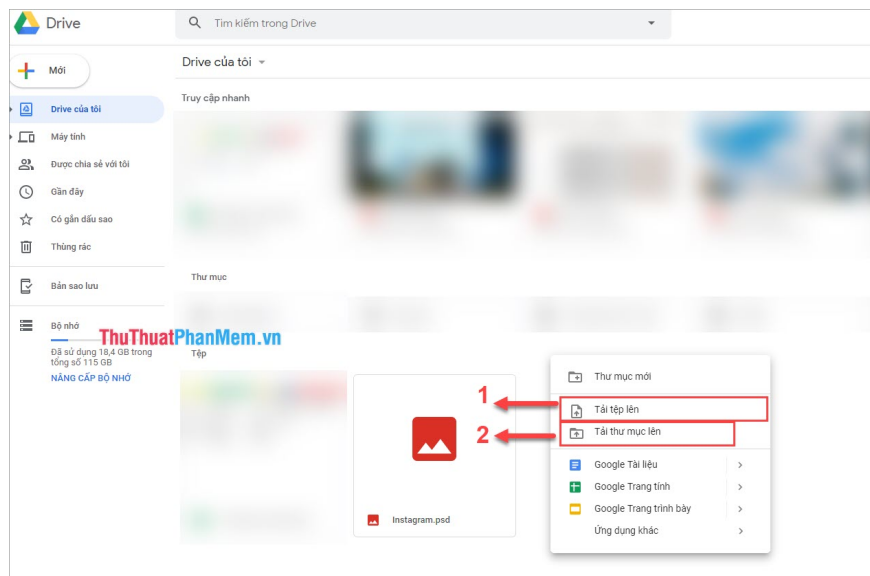 Drive
Tìm kiếm trong Drive
Mới
Drive của tôi
Drive của tôi
Truy cập nhanh
Máy tính
Được chia sẻ với tôi
Gần đây
Có gắn dấu sao
Thùng rác
Bản sao lưu
Thư mục
Bộ nhớ
ThuThuatPhanMem.vn
Đã sử dụng 18,4 GB trong
tổng số 115 GB
NÂNG CẤP BỘ NHỚ
Tệp
Instagram.psd
Thư mục mới
1
Tải tệp lên
2
Tải thư mục lên
Google Tài liệu
Google Trang tính
Google Trang trình bày
Ứng dụng khác